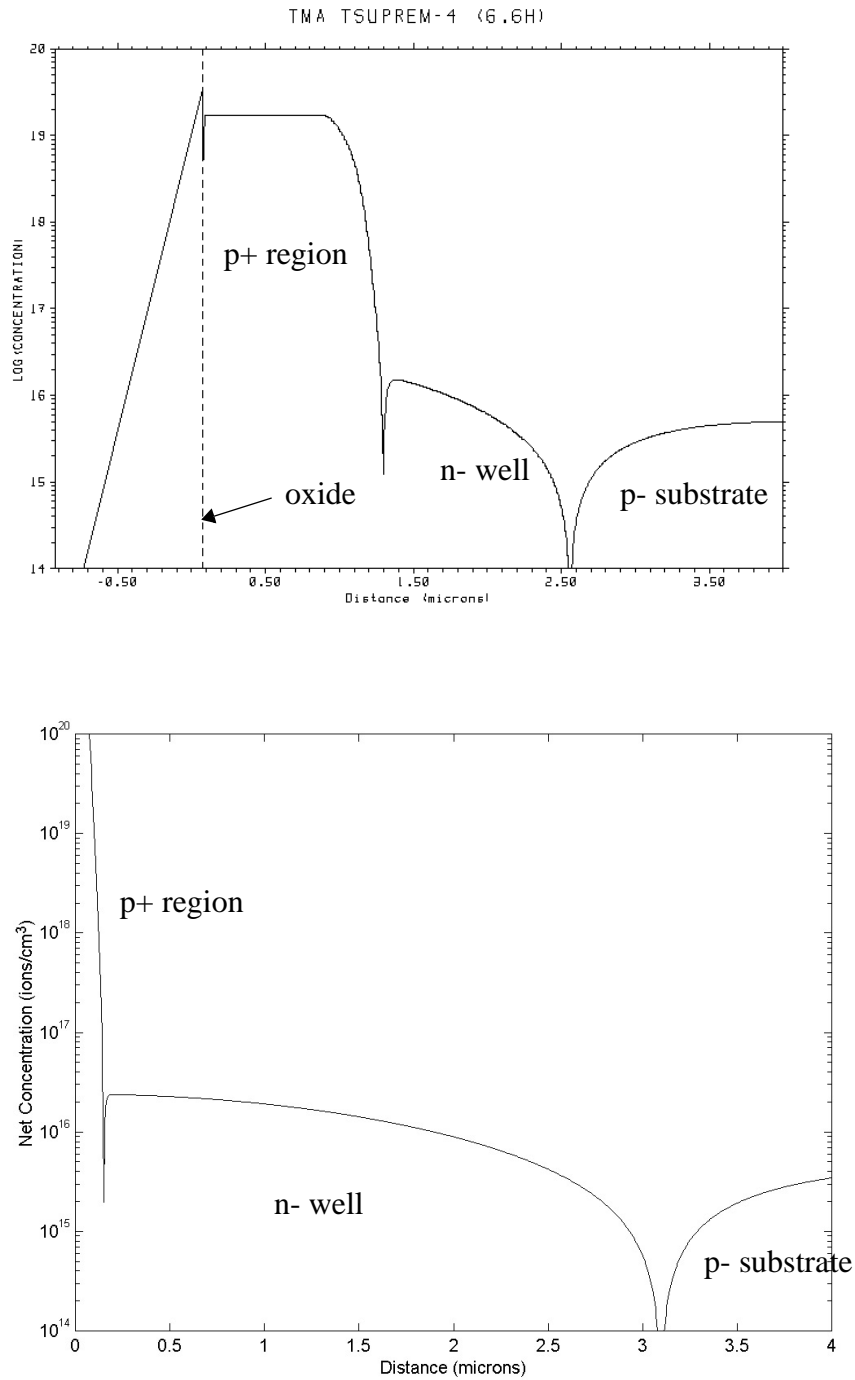 TMA TSUPREM-4 (6.6H)
20
19
18
17
16
15
14
LOG(CONCENTRATION)
p+ region
n- well
p- substrate
oxide
-0.50 0.50 1.50 2.50 3.50
Distance (microns)
10^20
10^19
10^18
10^17
10^16
10^15
10^14
Net Concentration (ions/cm^3)
p+ region
n- well
p- substrate
0 0.5 1 1.5 2 2.5 3 3.5 4
Distance (microns)